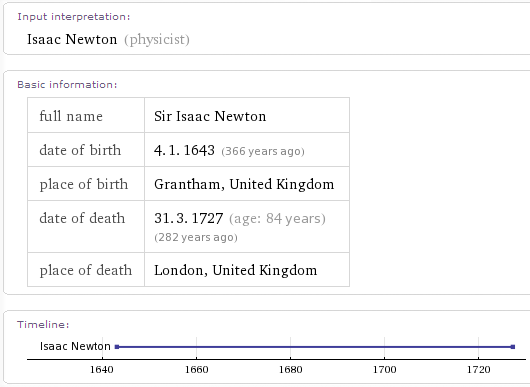 Input interpretation:
Isaac Newton (physicist)
Basic information:
full name Sir Isaac Newton
date of birth 4. 1. 1643 (366 years ago)
place of birth Grantham, United Kingdom
date of death 31. 3. 1727 (age: 84 years)
(282 years ago)
place of death London, United Kingdom
Timeline:
Isaac Newton
1640 1660 1680 1700 1720